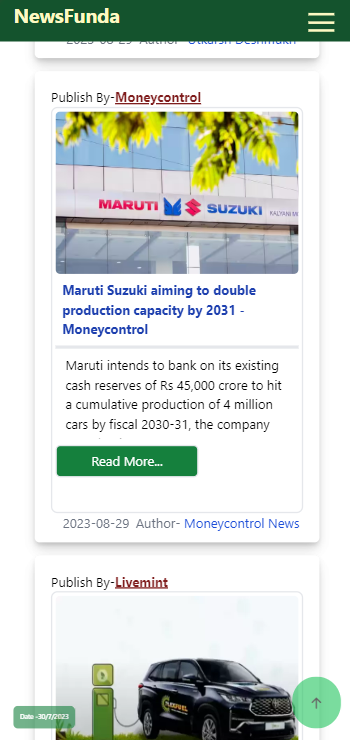 NewsFunda
2023-08-29 Author- Utkarsh Deshmukh
Publish By-Moneycontrol
MARUTI SUZUKI KALYANI M
Maruti Suzuki aiming to double
production capacity by 2031 -
Moneycontrol
Maruti intends to bank on its existing
cash reserves of Rs 45,000 crore to hit
a cumulative production of 4 million
cars by fiscal 2030-31, the company
Read More...
2023-08-29 Author- Moneycontrol News
Publish By-Livemint
Date -30/7/2023